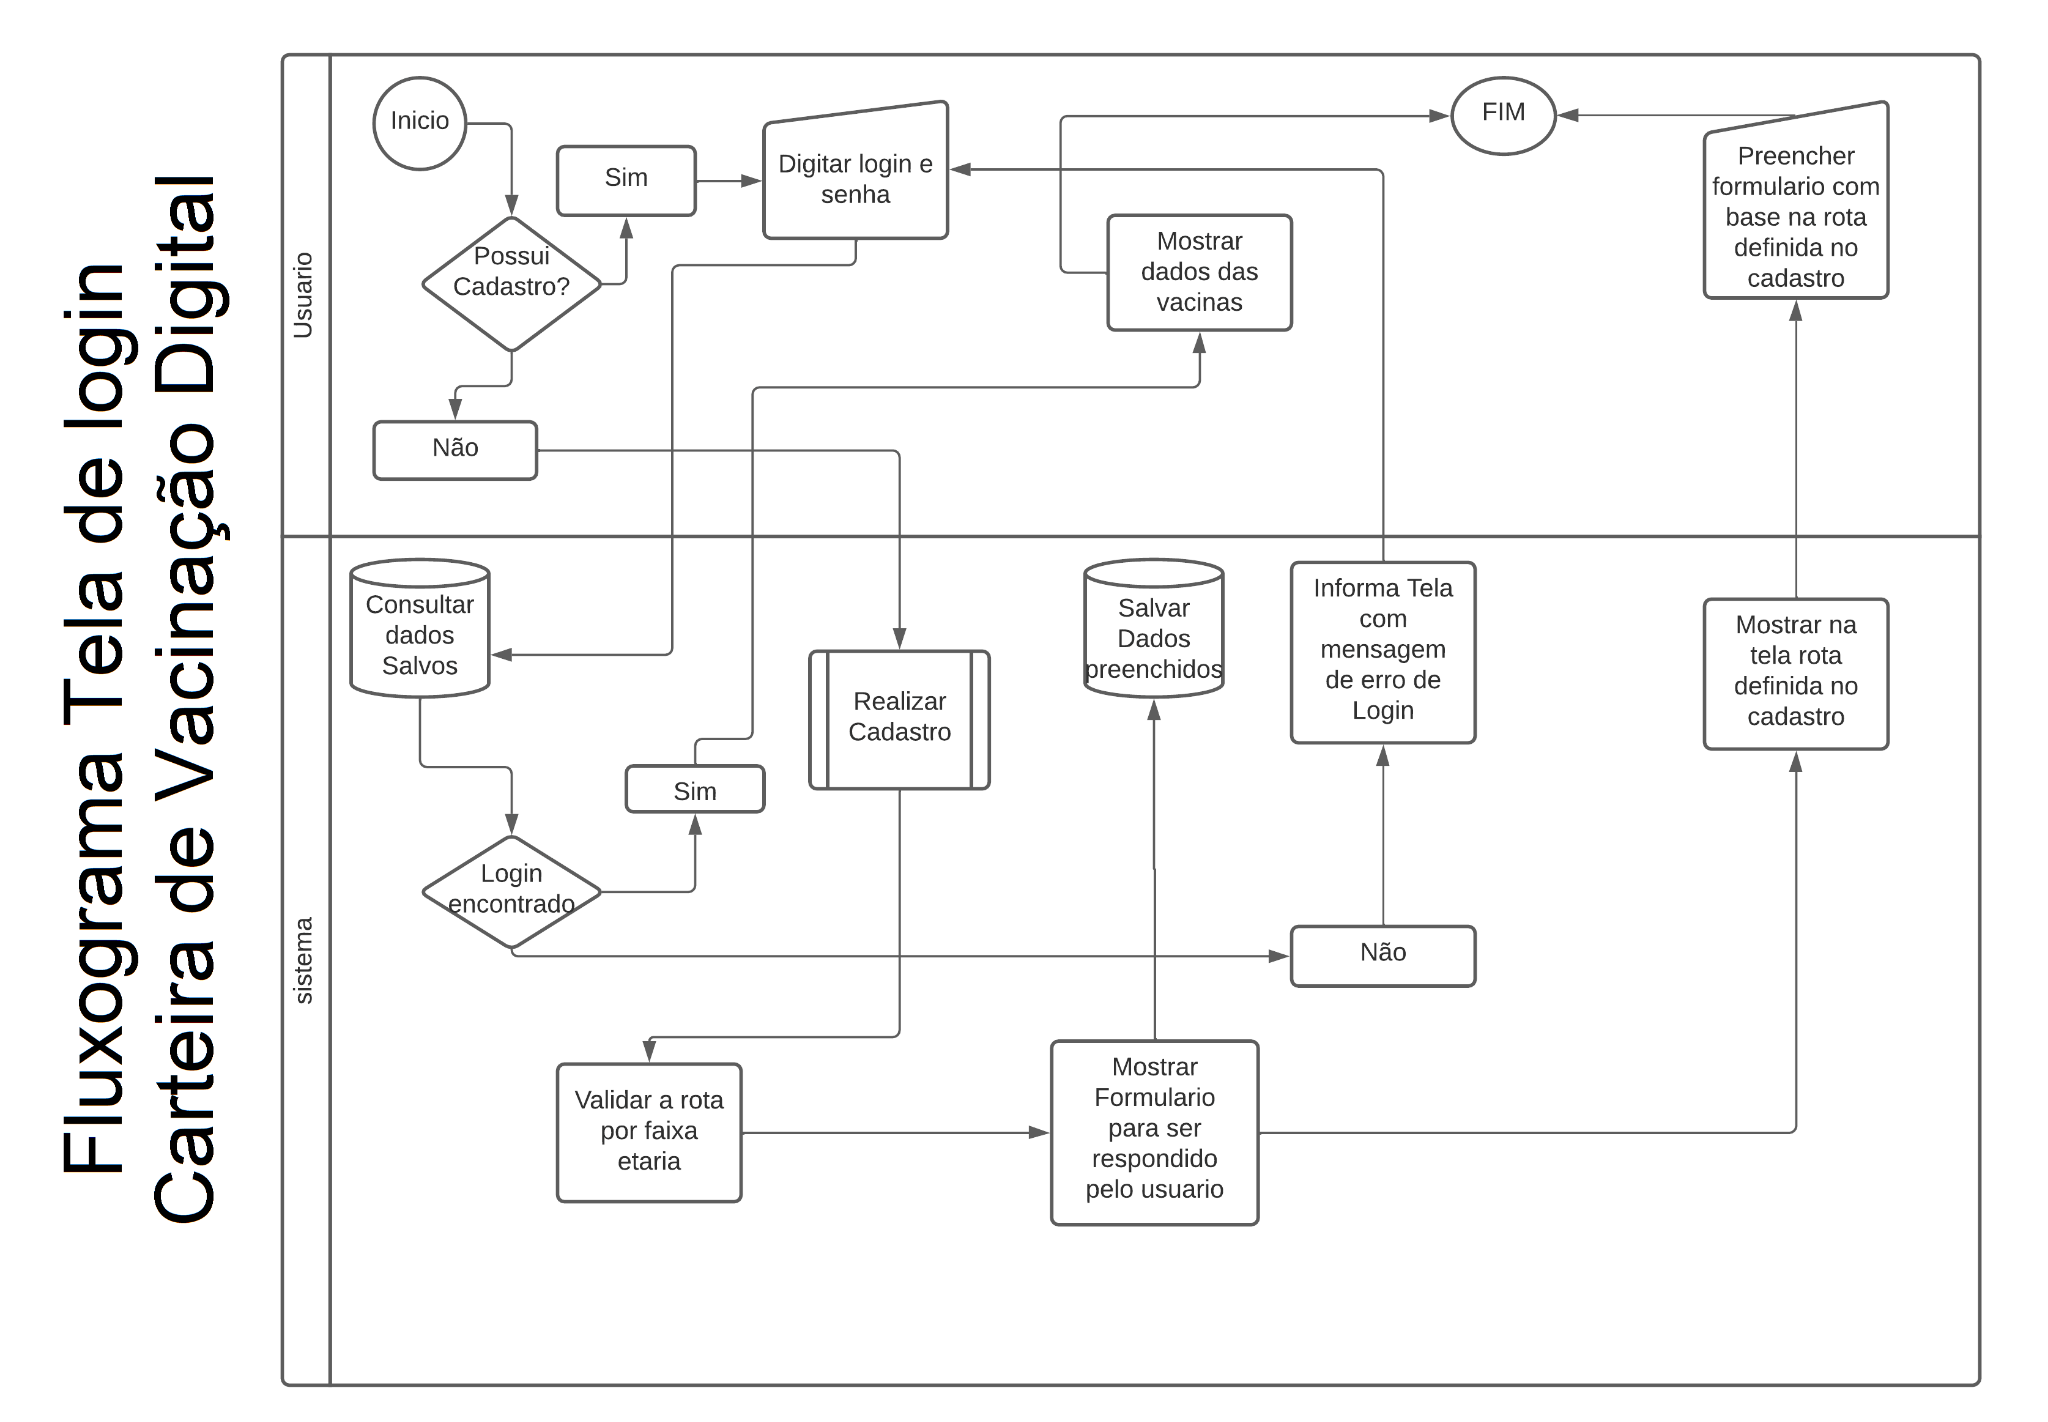 Fluxograma Tela de login
Carteira de Vacinação Digital
Usuario
Inicio
Possui
Cadastro?
Sim
Digitar login e
senha
Não
Mostrar
dados das
vacinas
FIM
Preencher
formulario com
base na rota
definida no
cadastro
sistema
Consultar
dados
Salvos
Login
encontrado
Sim
Realizar
Cadastro
Salvar
Dados
preenchidos
Informa Tela
com
mensagem
de erro de
Login
Não
Mostrar na
tela rota
definida no
cadastro
Validar a rota
por faixa
etaria
Mostrar
Formulario
para ser
respondido
pelo usuario